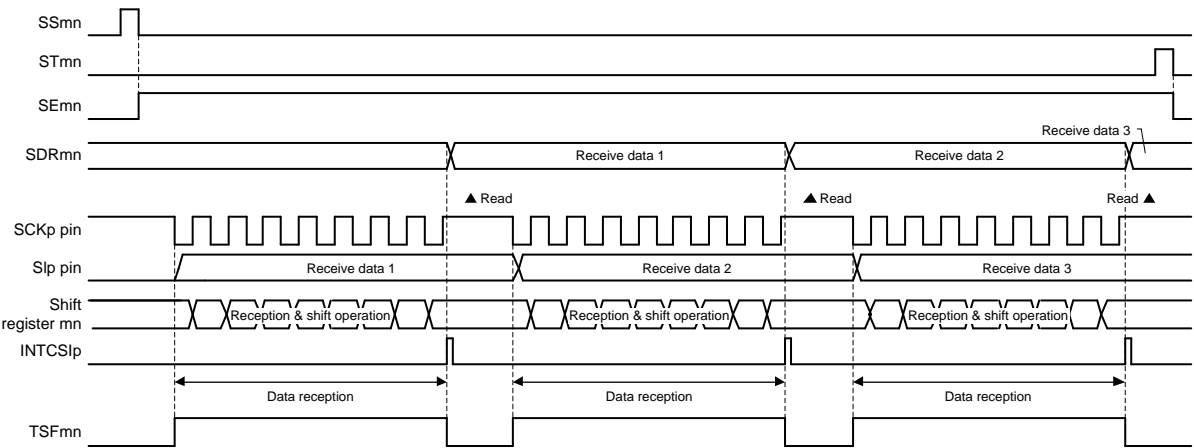 SSmn
STmn
SEmn
Receive data 3
SDRmn
Receive data 1
Receive data 2
▲ Read
▲ Read
Read ▲
SCKp pin
SIp pin
Receive data 1
Receive data 2
Receive data 3
Shift
register mn
Reception & shift operation
Reception & shift operation
Reception & shift operation
INTCSIp
Data reception
Data reception
Data reception
TSFmn